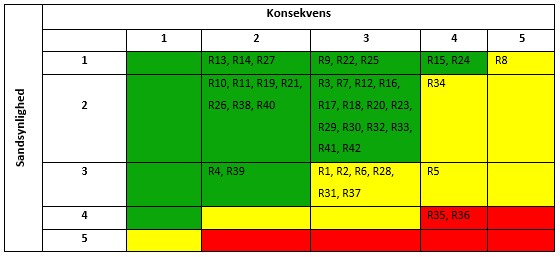 Konsekvens
1 2 3 4 5
Sandsynlighed
1 R13, R14, R27 R9, R22, R25 R15, R24 R8
2 R10, R11, R19, R21, R3, R7, R12, R16, R34
R26, R38, R40 R17, R18, R20, R23,
R29, R30, R32, R33,
R41, R42
3 R4, R39 R1, R2, R6, R28, R5
R31, R37
4 R35, R36
5